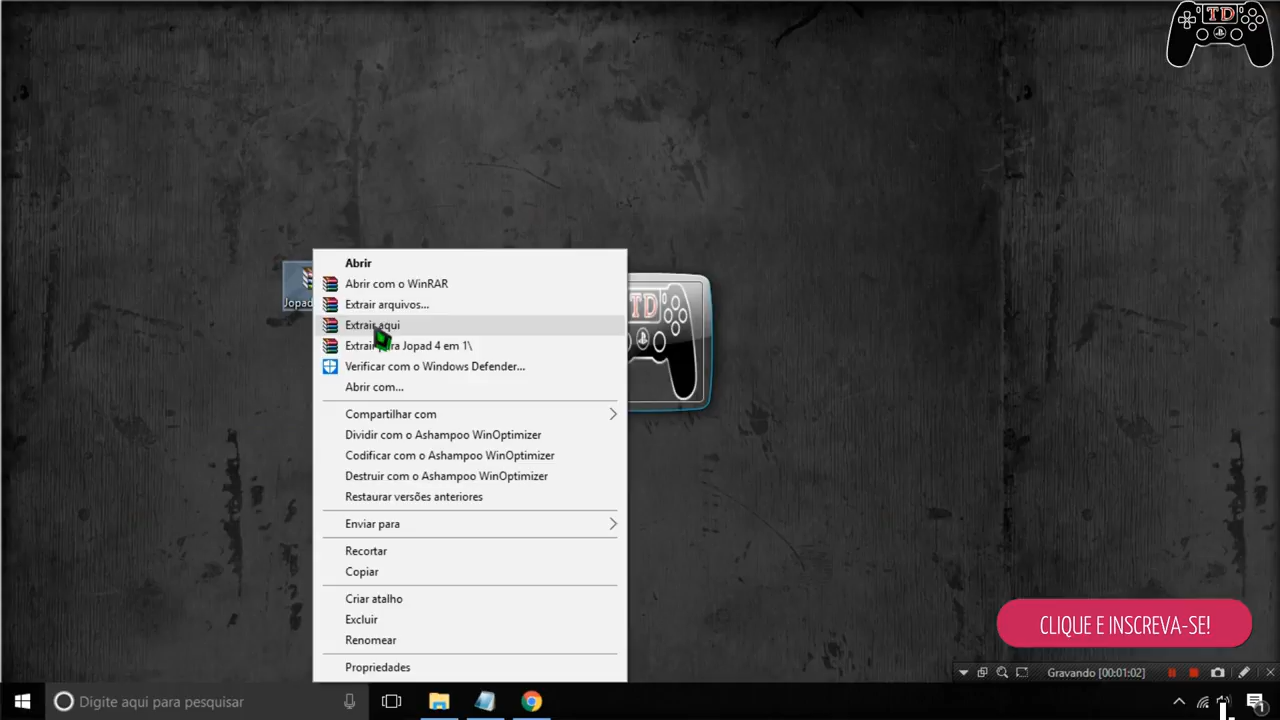 TD
Abrir
Abrir com o WinRAR
Extrair arquivos...
Jopad
Extrair aqui
TD
Extrair para Jopad 4 em 1\
Verificar com o Windows Defender...
Abrir com...
Compartilhar com
Dividir com o Ashampoo WinOptimizer
Codificar com o Ashampoo WinOptimizer
Destruir com o Ashampoo WinOptimizer
Restaurar versões anteriores
Enviar para
Recortar
Copiar
Criar atalho
Excluir
Renomear
Propriedades
CLIQUE E INSCREVA-SE!
Gravando [00:01:02]
Digite aqui para pesquisar
1